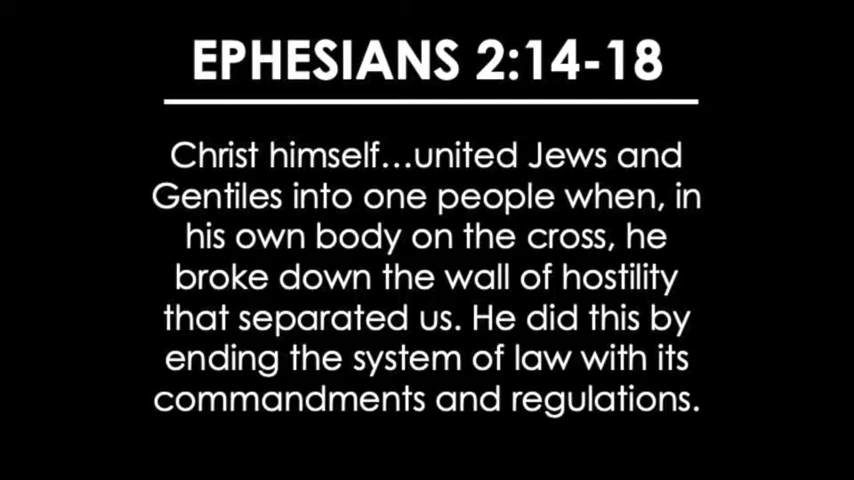 EPHESIANS 2:14-18
Christ himself...united Jews and
Gentiles into one people when, in
his own body on the cross, he
broke down the wall of hostility
that separated us. He did this by
ending the system of law with its
commandments and regulations.